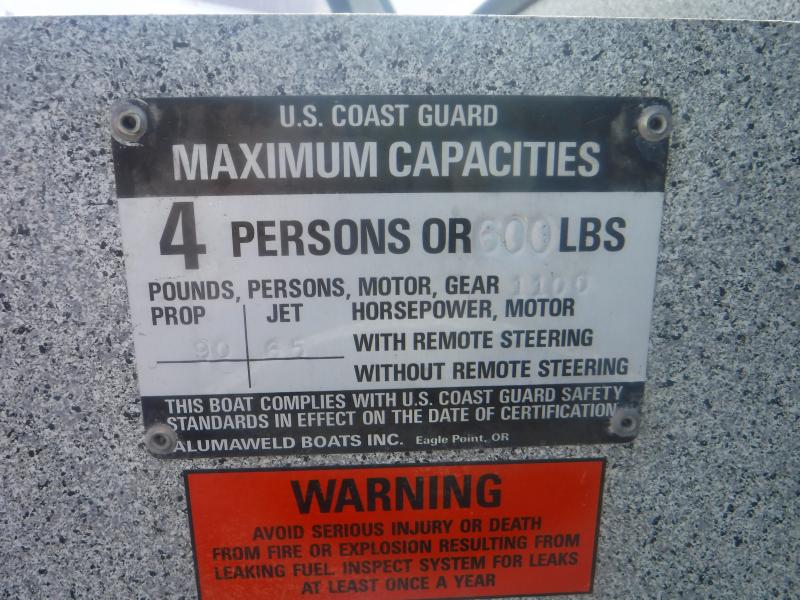 U.S. COAST GUARD
MAXIMUM CAPACITIES
4 PERSONS OR 600 LBS
POUNDS, PERSONS, MOTOR, GEAR 1100
PROP JET HORSEPOWER, MOTOR
90 65 WITH REMOTE STEERING
WITHOUT REMOTE STEERING
THIS BOAT COMPLIES WITH U.S. COAST GUARD SAFETY
STANDARDS IN EFFECT ON THE DATE OF CERTIFICATION
ALUMAWELD BOATS INC. Eagle Point, OR
WARNING
AVOID SERIOUS INJURY OR DEATH
FROM FIRE OR EXPLOSION RESULTING FROM
LEAKING FUEL. INSPECT SYSTEM FOR LEAKS
AT LEAST ONCE A YEAR